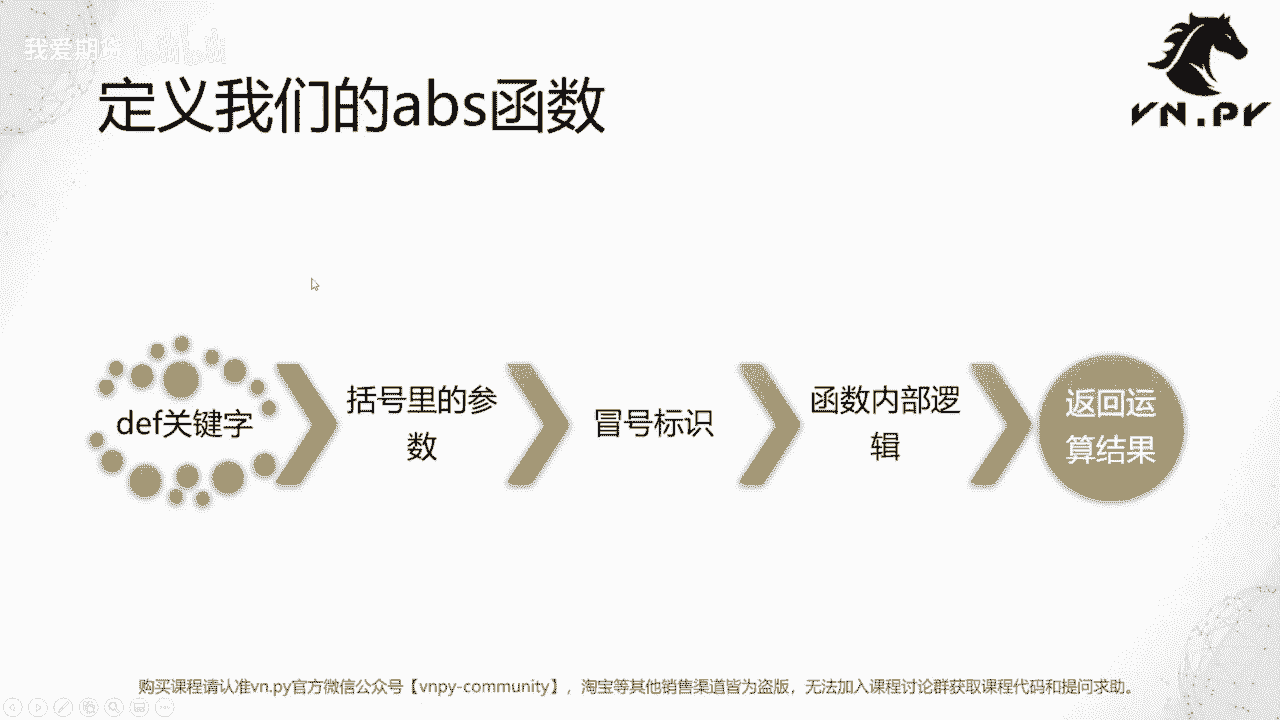 我爱期货
VN.PY
定义我们的abs函数
def关键字
括号里的参
数
冒号标识
函数内部逻
辑
返回运
算结果
购买课程请认准vn.py官方微信公众号【vnpy-community】，淘宝等其他销售渠道皆为盗版，无法加入课程讨论群获取课程代码和提问求助。